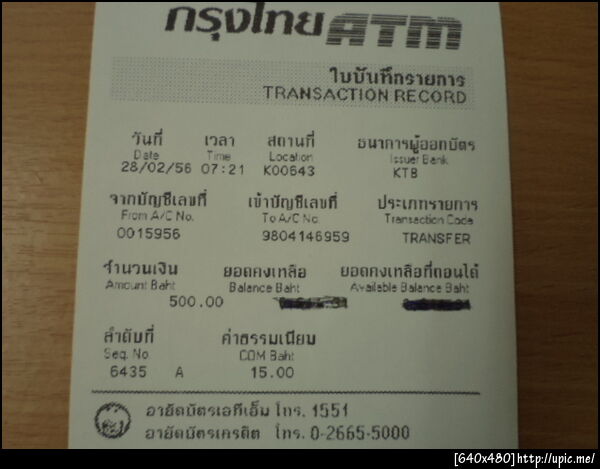 กรุงไทย ATM
ใบบันทึกรายการ
TRANSACTION RECORD
วันที่ เวลา สถานที่ ธนาคารผู้ออกบัตร
Date Time Location Issuer Bank
28/02/56 07:21 K00643 KTB
จากบัญชีเลขที่ เข้าบัญชีเลขที่ ประเภทรายการ
From A/C No. To A/C No. Transaction Code
0015956 9804146959 TRANSFER
จำนวนเงิน ยอดคงเหลือ ยอดคงเหลือที่ถอนได้
Amount Baht Balance Baht Available Balance Baht
500.00
ลำดับที่ ค่าธรรมเนียม
Seq. No COM Baht
6435 A 15.00
อายัดบัตรเอทีเอ็ม โทร. 1551
อายัดบัตรเครดิต โทร. 0-2665-5000
[640x480]http://upic.me/